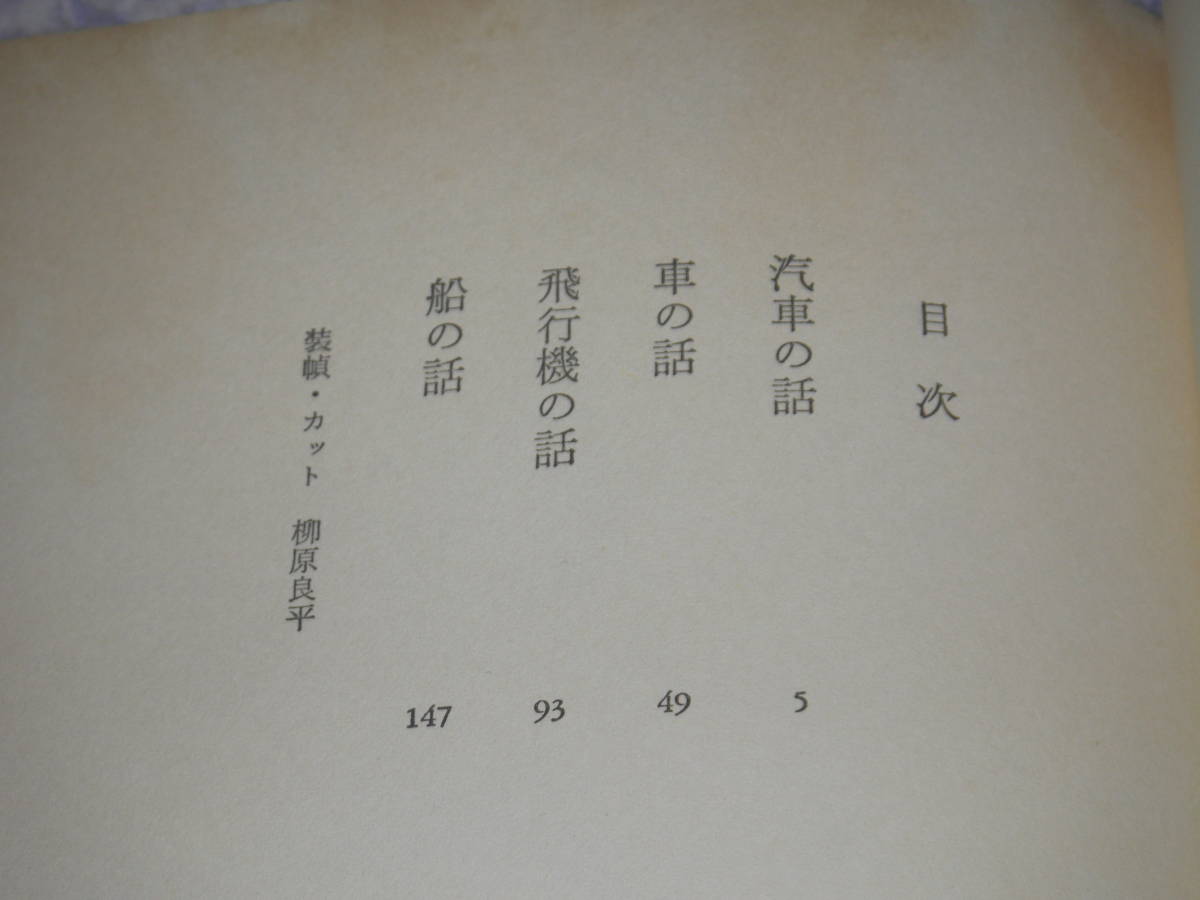 目次
汽車の話 5
車の話 49
飛行機の話 93
船の話 147
装幀・カット 柳原良平